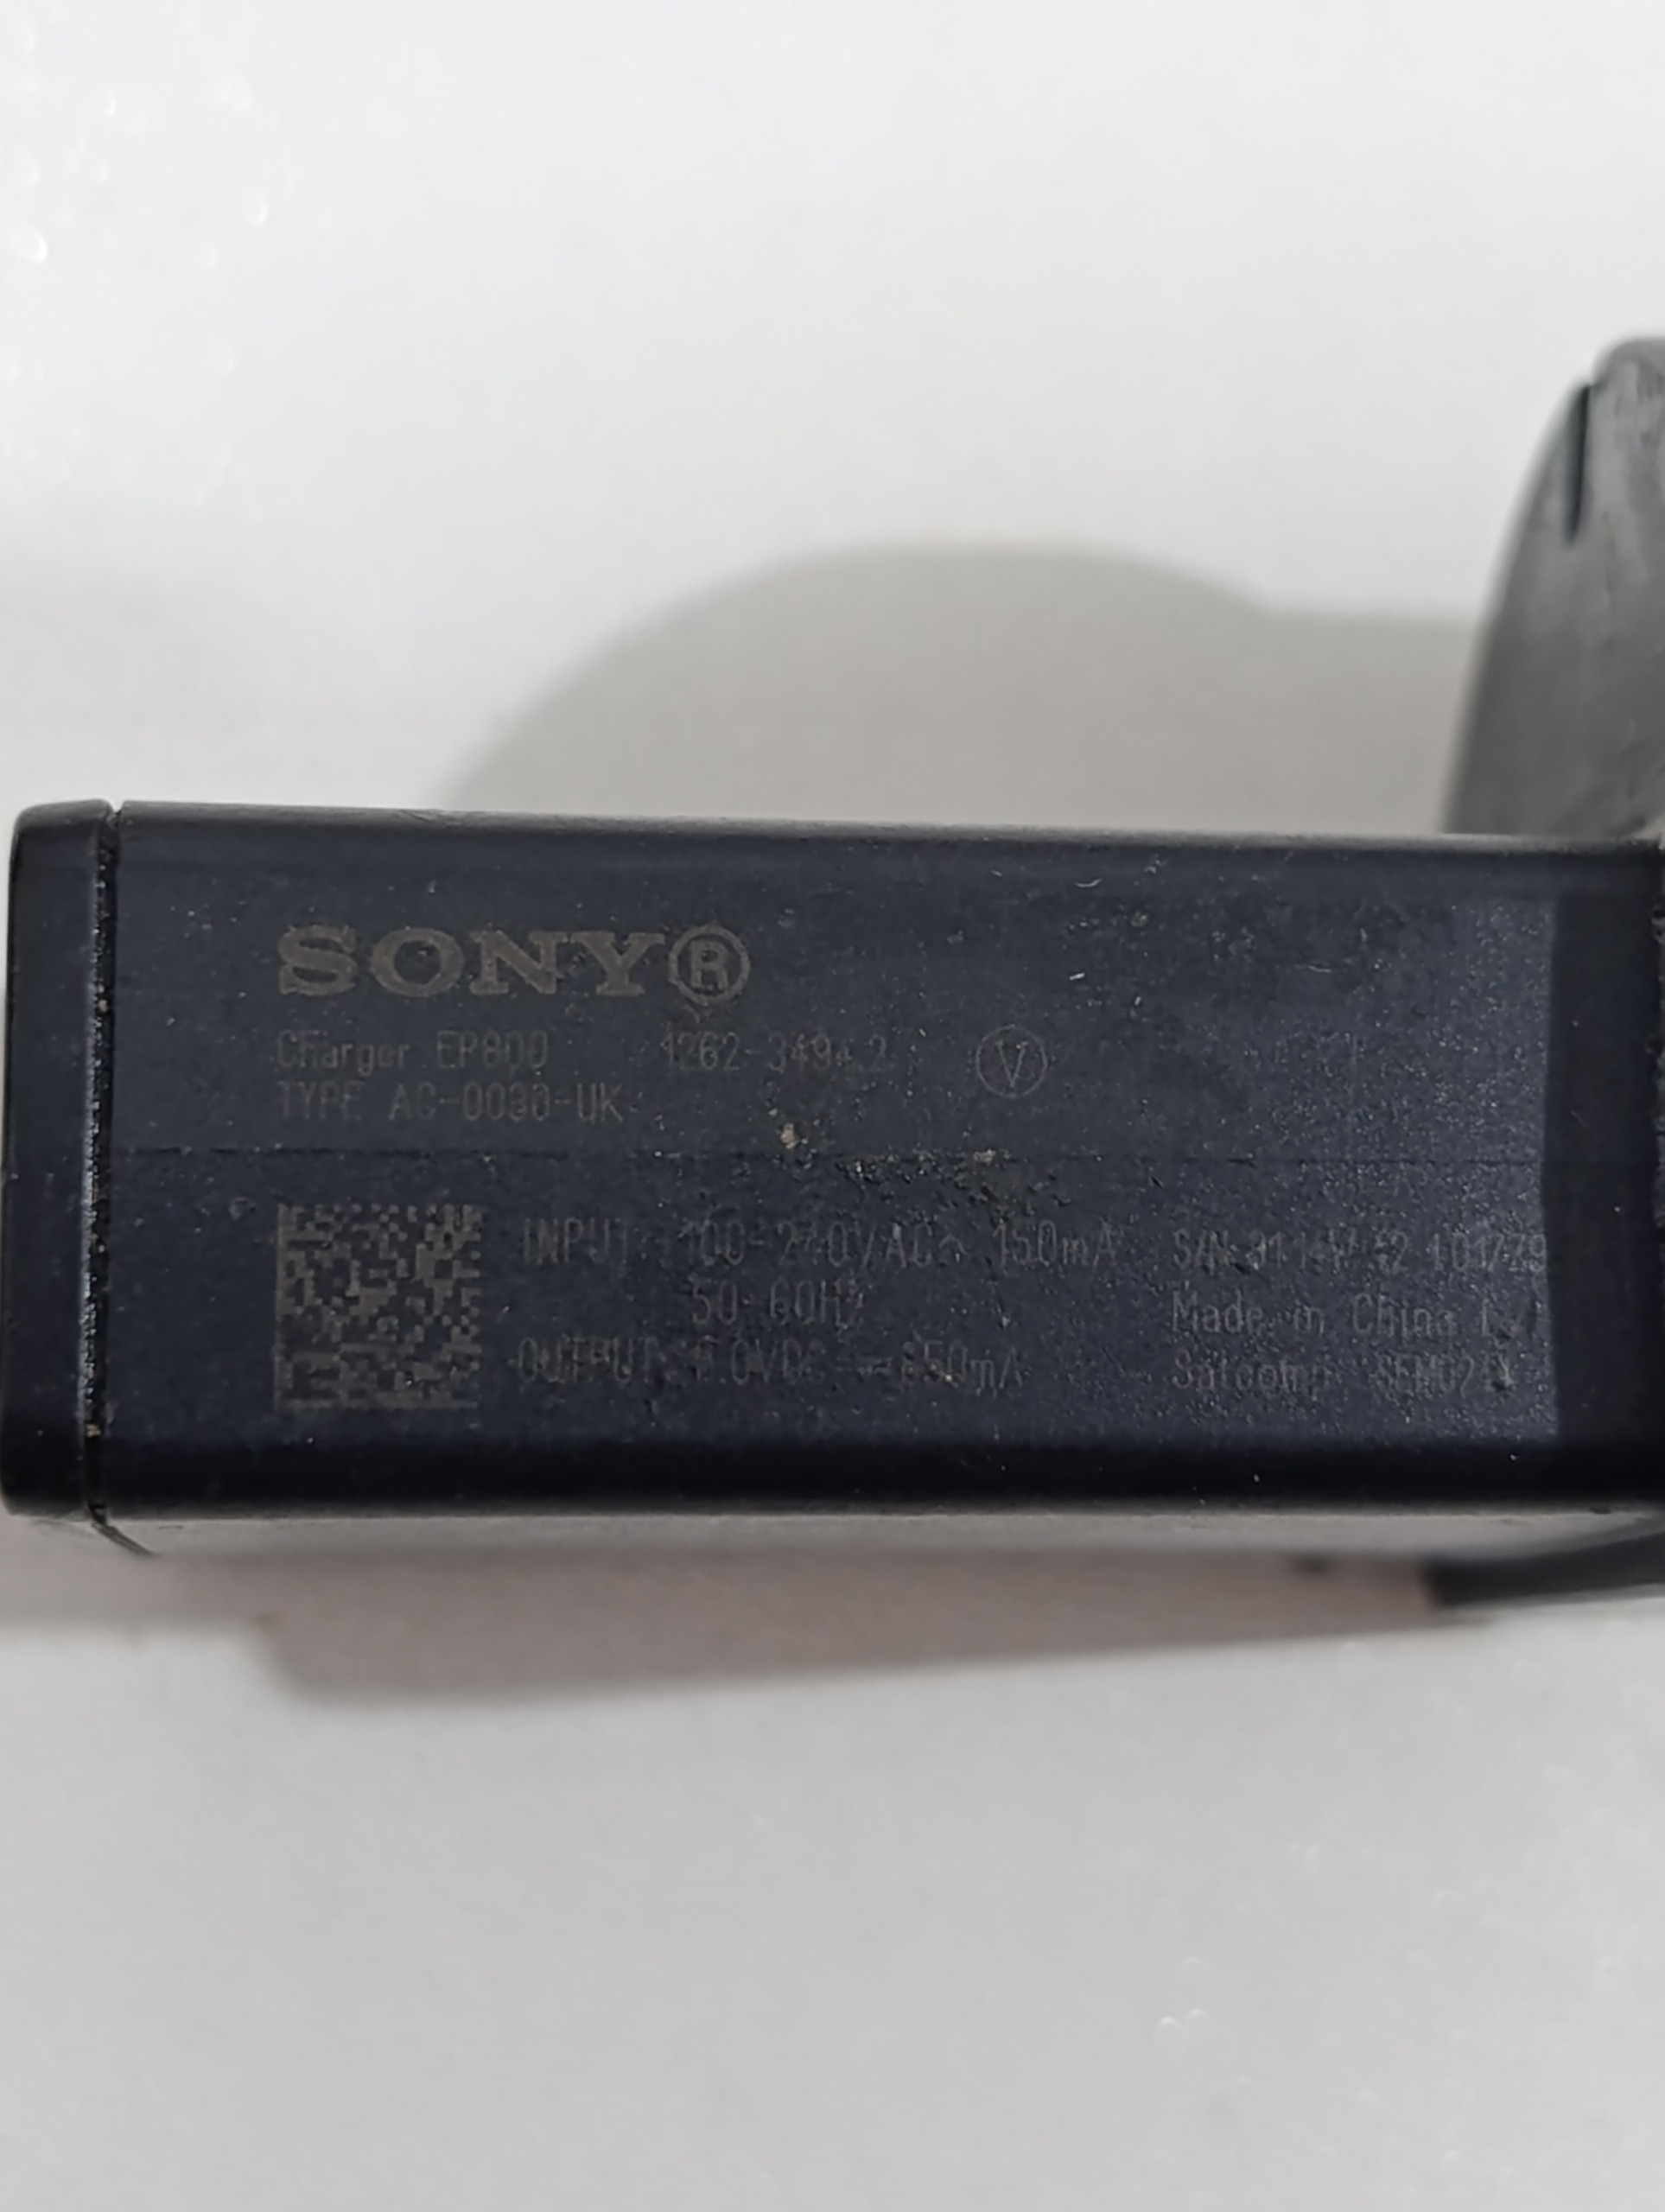 SONY®
Charger EP800 1262-3494.2 V
TYPE AC-0030-UK
INPUT 100-240VAC~ 150mA
50-60Hz
OUTPUT 5.0VDC 850mA
S/N
Made in China
Salcomp